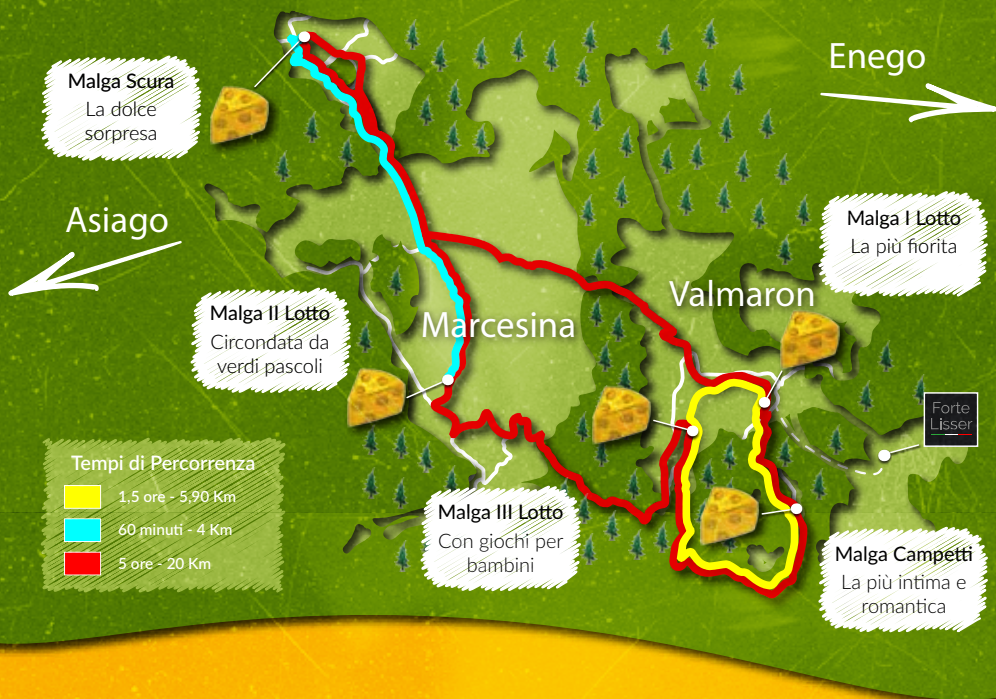 Enego
Malga Scura
La dolce
sorpresa
Asiago
Malga I Lotto
La più fiorita
Valmaron
Malga II Lotto
Circondata da
verdi pascoli
Marcesina
Forte
Lisser
Tempi di Percorrenza
1,5 ore - 5,90 Km
60 minuti - 4 Km
5 ore - 20 Km
Malga III Lotto
Con giochi per
bambini
Malga Campetti
La più intima e
romantica